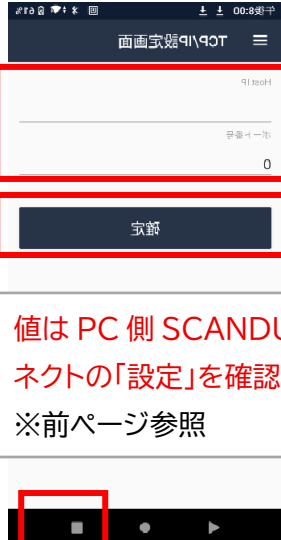 午後8:00
TCP/IP設定画面
Host IP
ポート番号
0
確定
値は PC 側 SCANDU
ネクトの「設定」を確認
※前ページ参照